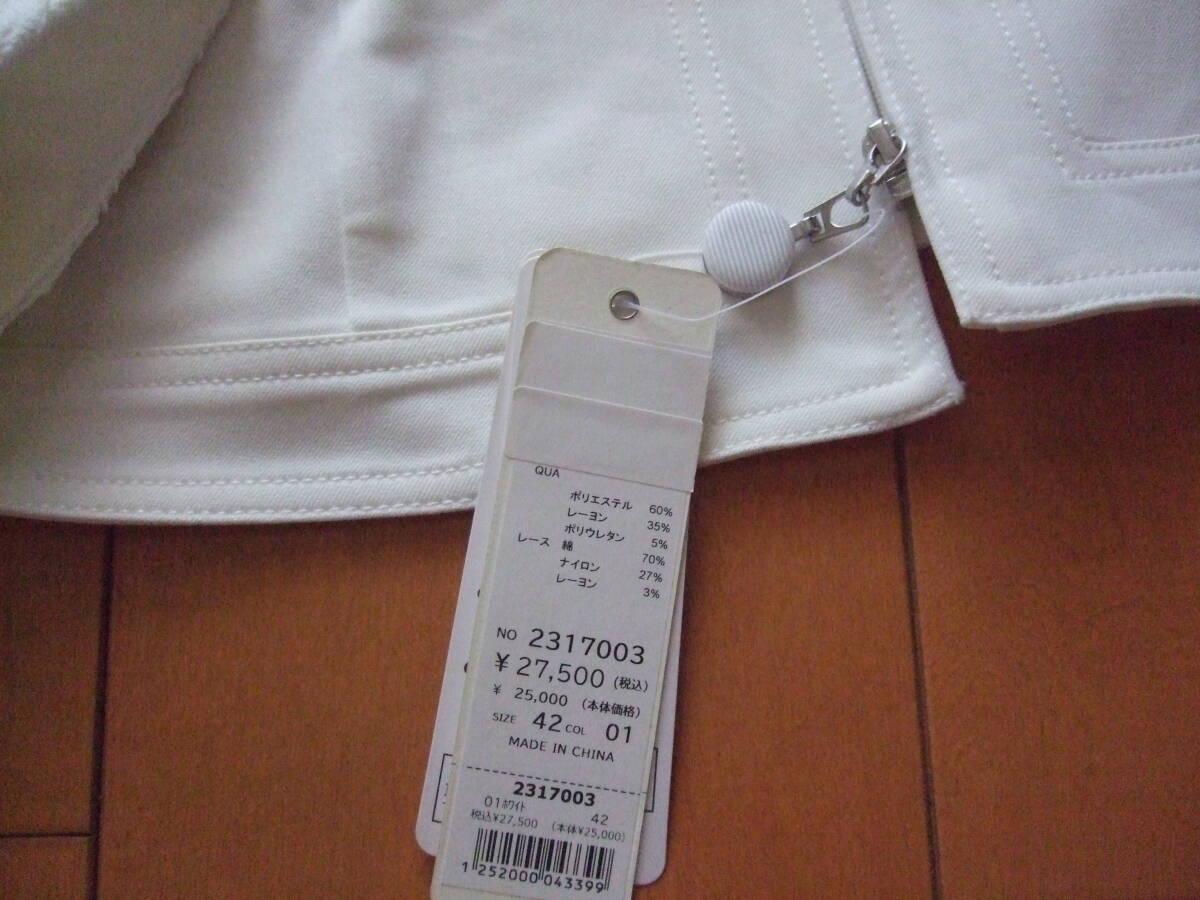 QUA
ポリエステル 60%
レーヨン 35%
ポリウレタン 5%
レース 綿 70%
ナイロン 27%
レーヨン 3%
NO 2317003
¥27,500 (税込)
¥ 25,000 (本体価格)
SIZE 42 COL 01
MADE IN CHINA
2317003
01ホワイト 42
税込¥27,500 (本体¥25,000)
1 252000 043399